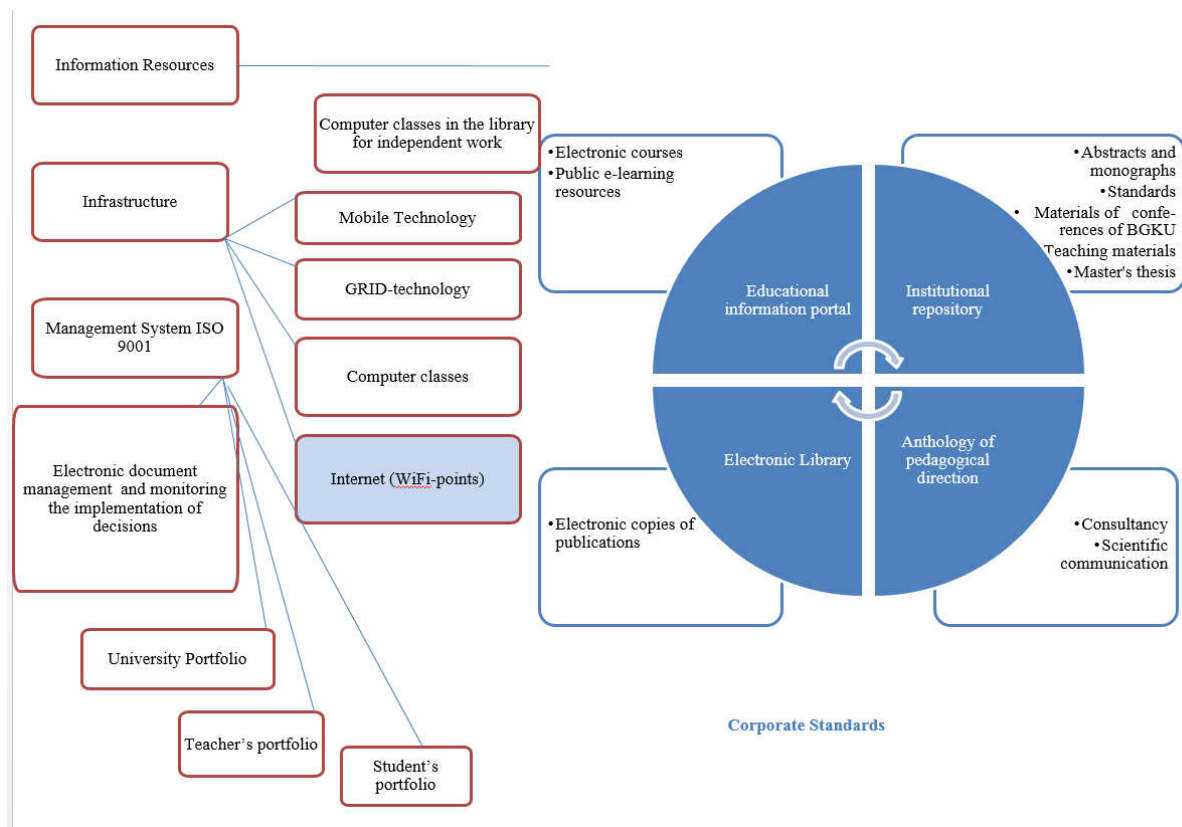 Information Resources
Computer classes in the library
for independent work
Infrastructure
Mobile Technology
GRID-technology
Management System ISO
9001
Computer classes
Electronic document
management and monitoring
the implementation of
decisions
Internet (WiFi-points)
University Portfolio
Teacher’s portfolio
Student’s
portfolio
•Electronic courses
•Public e-learning
resources
•Abstracts and
monographs
•Standards
• Materials of confe-
rences of BGKU
Teaching materials
•Master's thesis
Educational
information portal
Institutional
repository
Electronic Library
Anthology of
pedagogical
direction
•Electronic copies of
publications
•Consultancy
•Scientific
communication
Corporate Standards